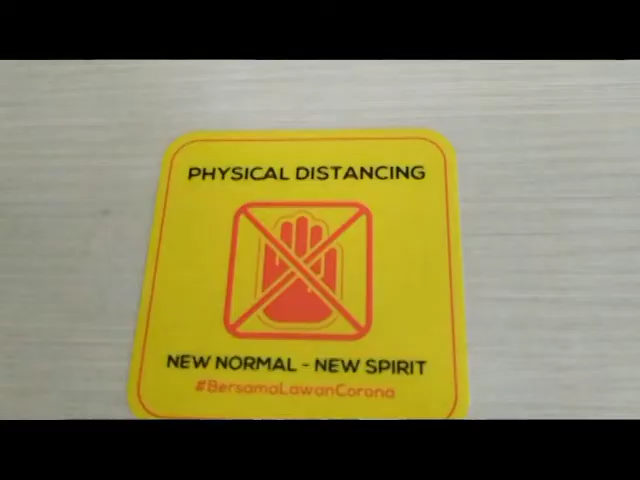 PHYSICAL DISTANCING
NEW NORMAL - NEW SPIRIT
#BersamaLawanCorona